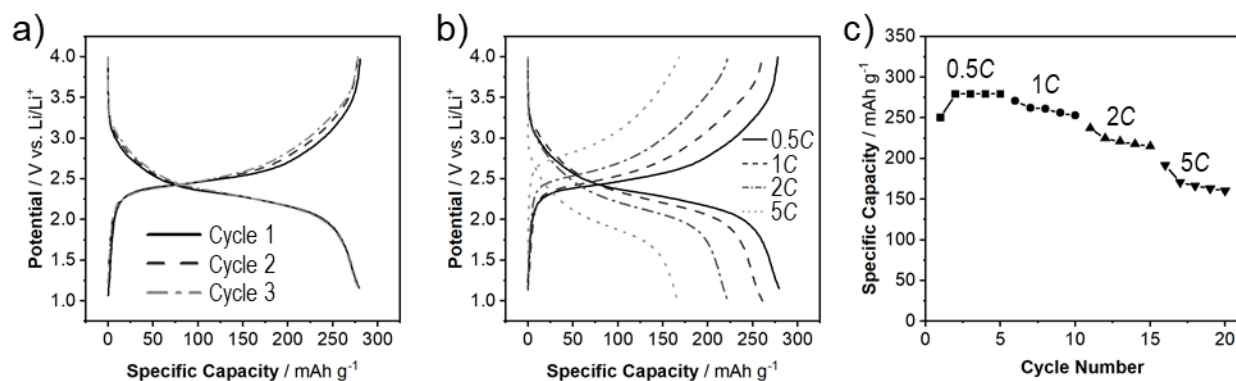 a)
4.0
3.5
3.0
2.5
2.0
1.5
1.0
Potential / V vs. Li/Li⁺
Cycle 1
Cycle 2
Cycle 3
0 50 100 150 200 250 300
Specific Capacity / mAh g⁻¹
b)
4.0
3.5
3.0
2.5
2.0
1.5
1.0
Potential / V vs. Li/Li⁺
0.5C
1C
2C
5C
0 50 100 150 200 250 300
Specific Capacity / mAh g⁻¹
c)
350
300
250
200
150
100
50
0
Specific Capacity / mAh g⁻¹
0.5C
1C
2C
5C
0 5 10 15 20
Cycle Number